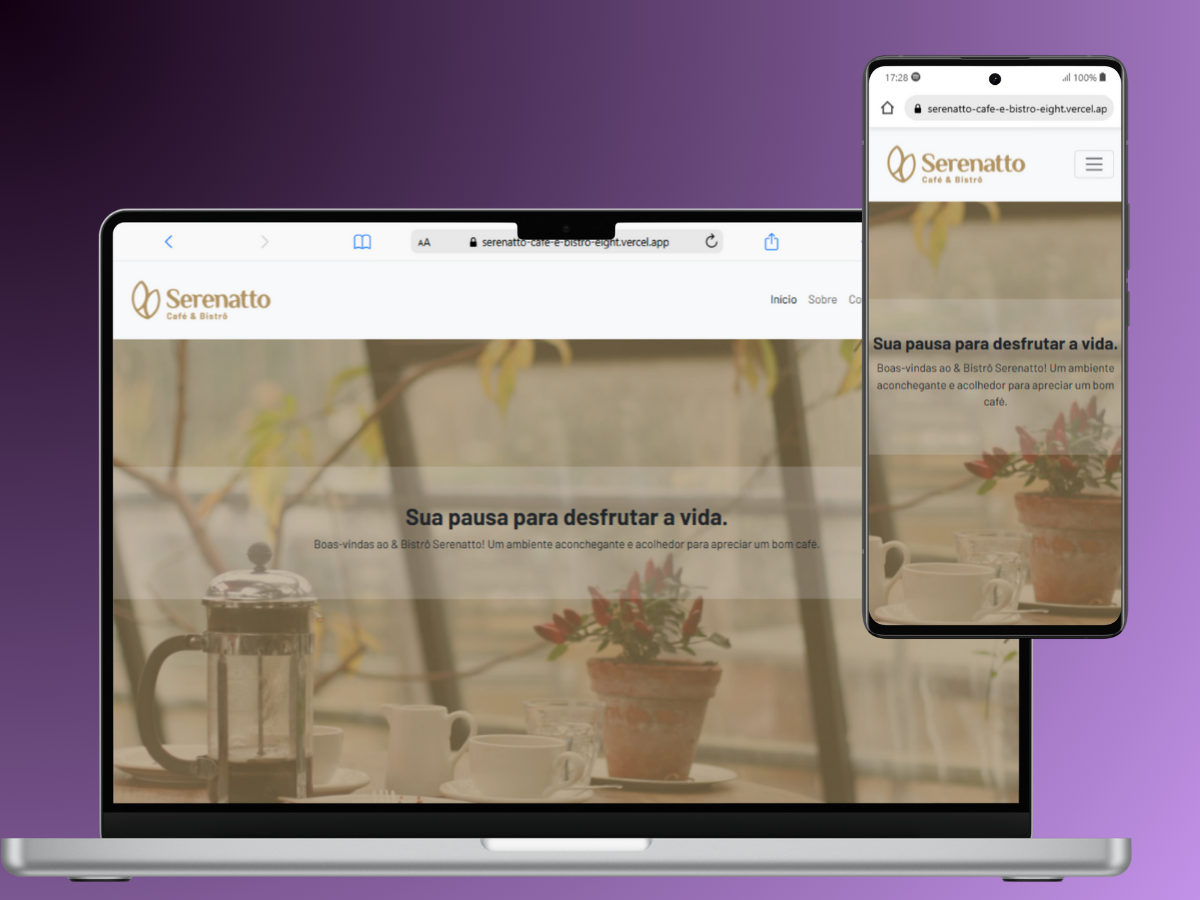 AA
serenatto-cafe-e-bistro-eight.vercel.app
Serenatto
Café & Bistrô
Inicio Sobre Co
Sua pausa para desfrutar a vida.
Boas-vindas ao & Bistrô Serenatto! Um ambiente aconchegante e acolhedor para apreciar um bom café.
17:28 100%
serenatto-cafe-e-bistro-eight.vercel.ap
Serenatto
Café & Bistrô
Sua pausa para desfrutar a vida.
Boas-vindas ao & Bistrô Serenatto! Um ambiente
aconchegante e acolhedor para apreciar um bom
café.